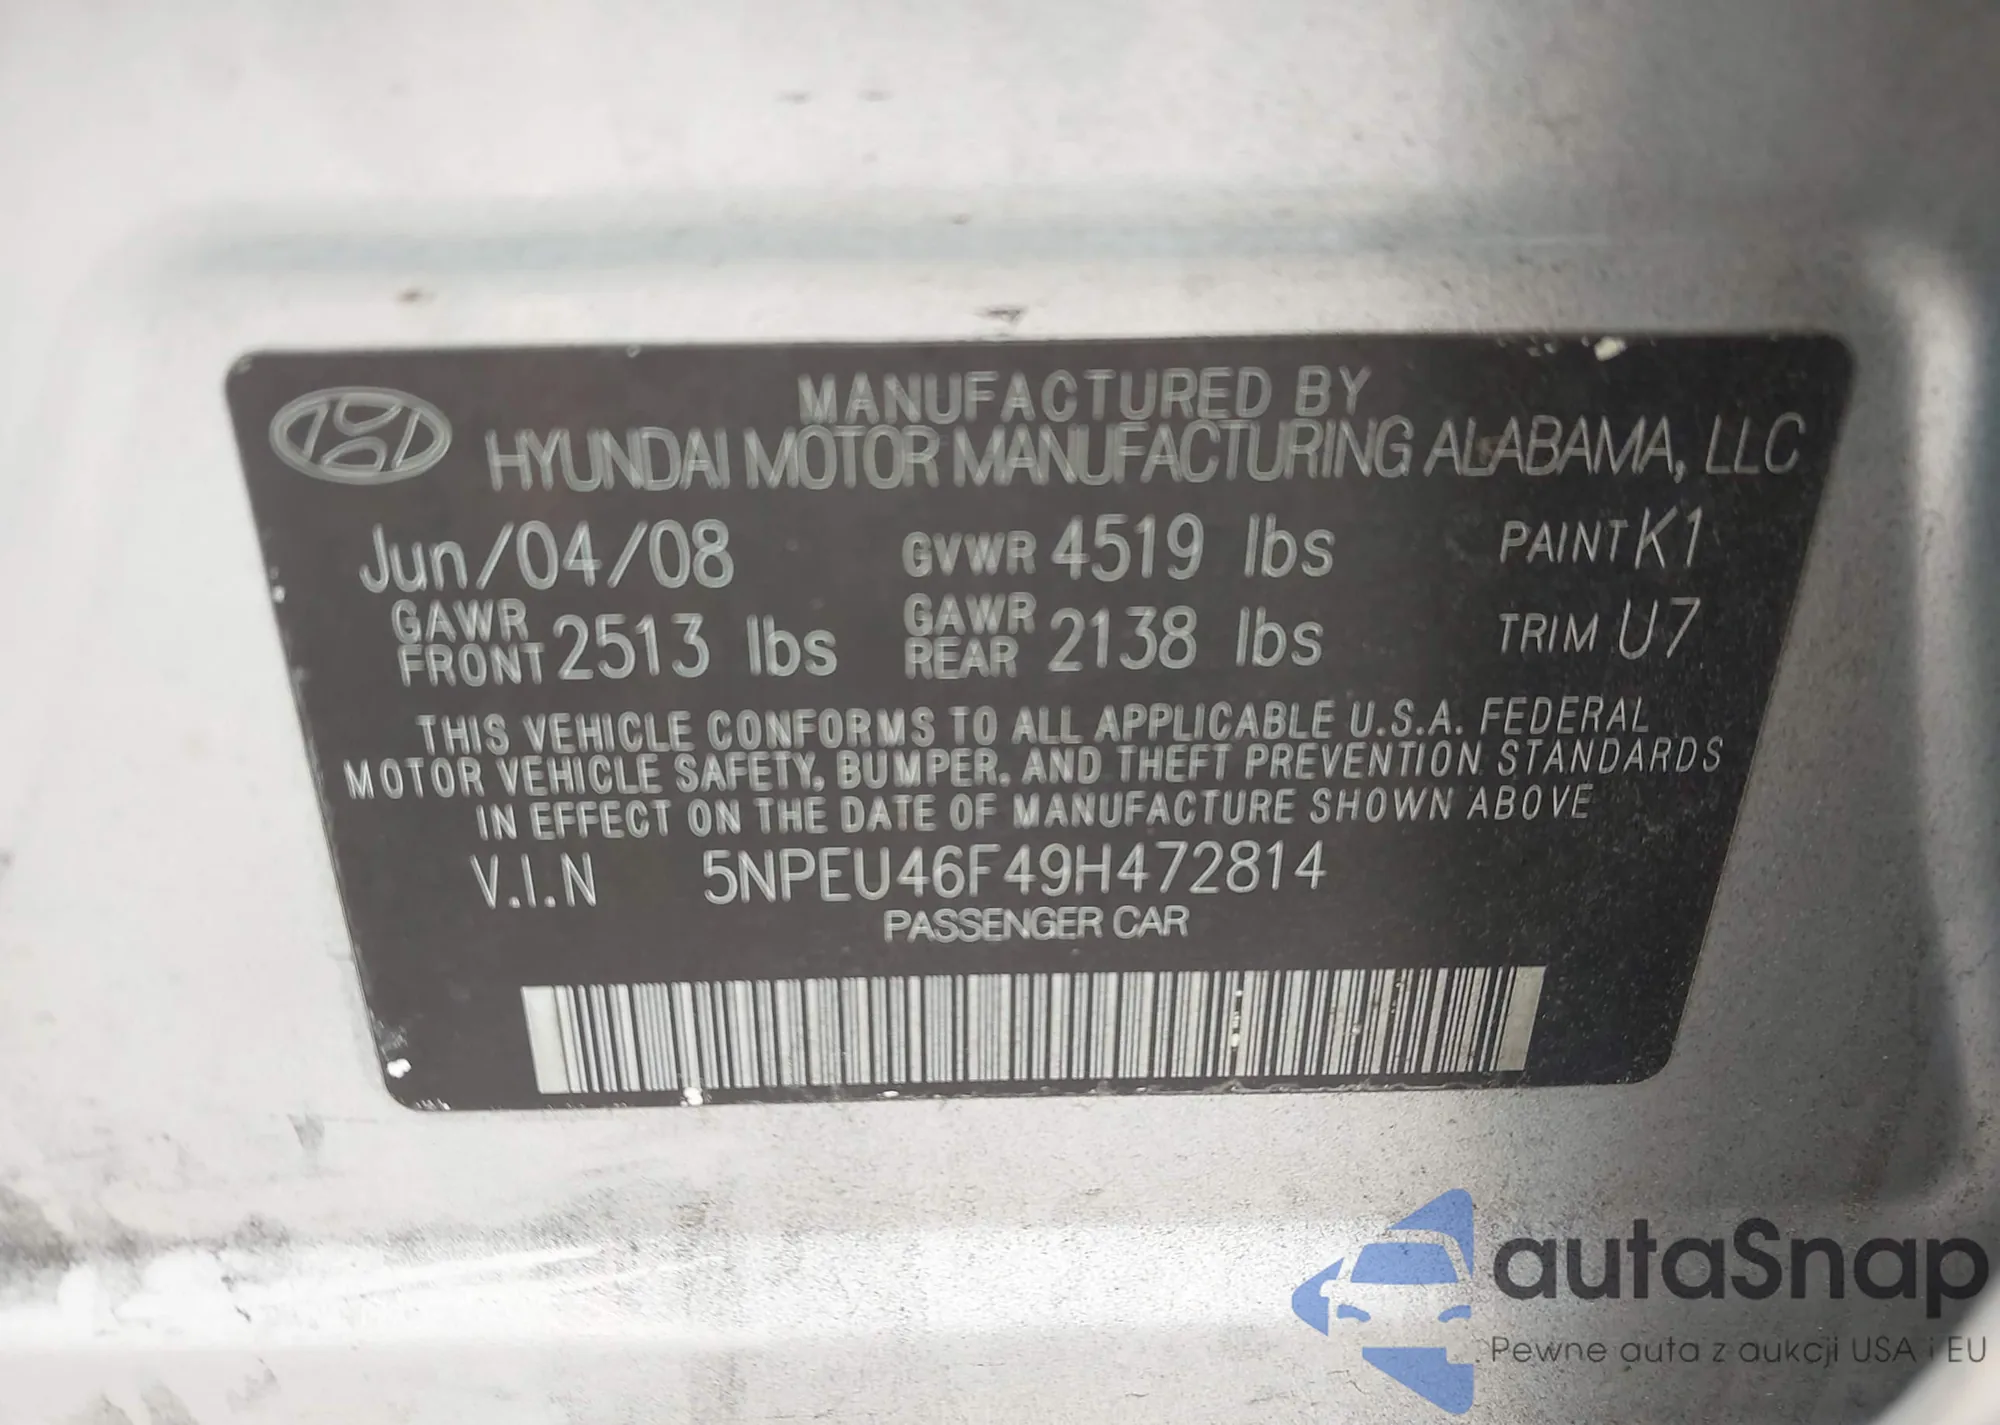 MANUFACTURED BY
HYUNDAI MOTOR MANUFACTURING ALABAMA, LLC
Jun/04/08 GVWR 4519 lbs PAINT K1
GAWR FRONT 2513 lbs GAWR REAR 2138 lbs TRIM U7
THIS VEHICLE CONFORMS TO ALL APPLICABLE U.S.A. FEDERAL
MOTOR VEHICLE SAFETY, BUMPER, AND THEFT PREVENTION STANDARDS
IN EFFECT ON THE DATE OF MANUFACTURE SHOWN ABOVE
V.I.N 5NPEU46F49H472814
PASSENGER CAR
autaSnap
Pewne auta z aukcji USA i EU